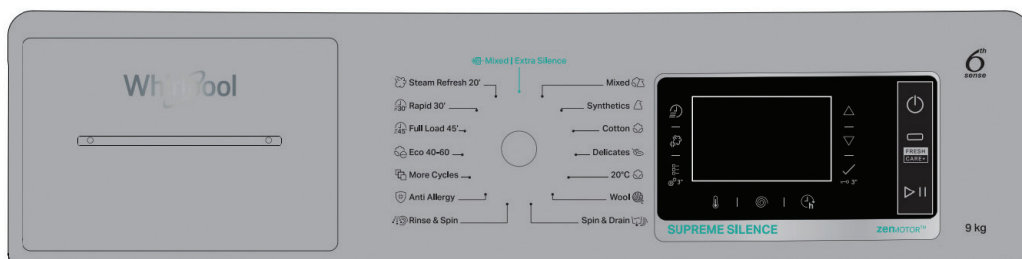 Whirlpool
Mixed | Extra Silence
Steam Refresh 20'
Rapid 30'
30'
Full Load 45'
45'
Eco 40-60
More Cycles
Anti Allergy
Rinse & Spin
Mixed
Synthetics
Cotton
Delicates
20°C
Wool
Spin & Drain
3"
h
3"
FRESH
CARE+
SUPREME SILENCE
zenMOTOR™
6th
sense
9 kg